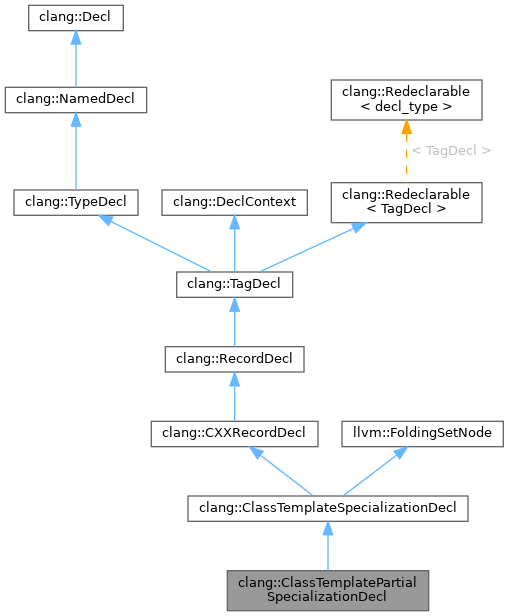 clang::Decl
clang::NamedDecl
clang::Redeclarable
< decl_type >
< TagDecl >
clang::TypeDecl
clang::DeclContext
clang::Redeclarable
< TagDecl >
clang::TagDecl
clang::RecordDecl
clang::CXXRecordDecl
llvm::FoldingSetNode
clang::ClassTemplateSpecializationDecl
clang::ClassTemplatePartial
SpecializationDecl